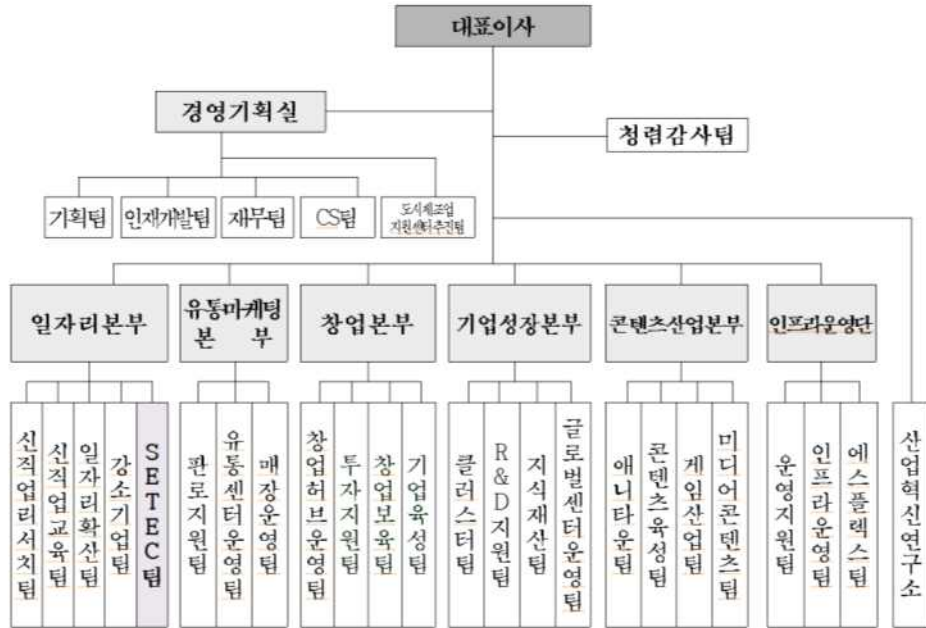 대표이사
경영기획실
청렴감사팀
기획팀
인재개발팀
재무팀
CS팀
도시제조업
지원센터추진팀
일자리본부
유통마케팅
본 부
창업본부
기업성장본부
콘텐츠산업본부
인프라운영단
신직업리서치팀
신직업교육팀
일자리확산팀
강소기업팀
SETEC팀
판로지원팀
유통센터운영팀
매장운영팀
창업허브운영팀
투자지원팀
창업보육팀
기업육성팀
클러스터팀
R&D지원팀
지식재산팀
글로벌센터운영팀
애니타운팀
콘텐츠육성팀
게임산업팀
미디어콘텐츠팀
운영지원팀
인프라운영팀
에스플렉스팀
산업혁신연구소